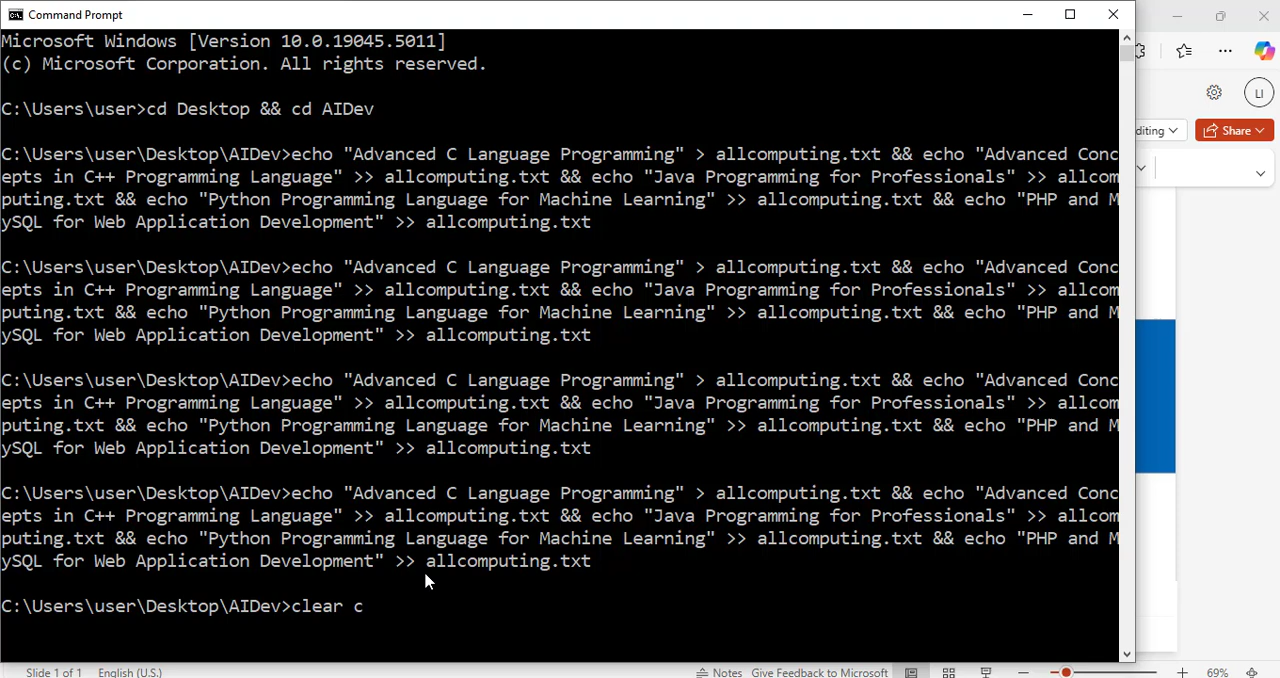 Command Prompt
Microsoft Windows [Version 10.0.19045.5011]
(c) Microsoft Corporation. All rights reserved.
C:\Users\user>cd Desktop && cd AIDev
C:\Users\user\Desktop\AIDev>echo "Advanced C Language Programming" > allcomputing.txt && echo "Advanced Conc
epts in C++ Programming Language" >> allcomputing.txt && echo "Java Programming for Professionals" >> allcom
puting.txt && echo "Python Programming Language for Machine Learning" >> allcomputing.txt && echo "PHP and M
ySQL for Web Application Development" >> allcomputing.txt
C:\Users\user\Desktop\AIDev>echo "Advanced C Language Programming" > allcomputing.txt && echo "Advanced Conc
epts in C++ Programming Language" >> allcomputing.txt && echo "Java Programming for Professionals" >> allcom
puting.txt && echo "Python Programming Language for Machine Learning" >> allcomputing.txt && echo "PHP and M
ySQL for Web Application Development" >> allcomputing.txt
C:\Users\user\Desktop\AIDev>echo "Advanced C Language Programming" > allcomputing.txt && echo "Advanced Conc
epts in C++ Programming Language" >> allcomputing.txt && echo "Java Programming for Professionals" >> allcom
puting.txt && echo "Python Programming Language for Machine Learning" >> allcomputing.txt && echo "PHP and M
ySQL for Web Application Development" >> allcomputing.txt
C:\Users\user\Desktop\AIDev>echo "Advanced C Language Programming" > allcomputing.txt && echo "Advanced Conc
epts in C++ Programming Language" >> allcomputing.txt && echo "Java Programming for Professionals" >> allcom
puting.txt && echo "Python Programming Language for Machine Learning" >> allcomputing.txt && echo "PHP and M
ySQL for Web Application Development" >> allcomputing.txt
C:\Users\user\Desktop\AIDev>clear c
LI
diting
Share
Slide 1 of 1 English (U.S.) Notes Give Feedback to Microsoft 69%